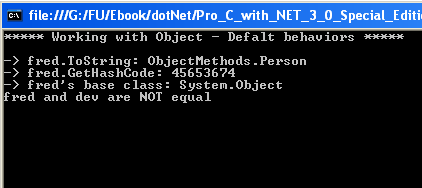 file:///G:/FU/Ebook/dotNet/Pro_C_with_NET_3_0_Special_Editi
***** Working with Object - Defalt behaviors *****
-> fred.ToString: ObjectMethods.Person
-> fred.GetHashCode: 45653674
-> fred's base class: System.Object
fred and dev are NOT equal